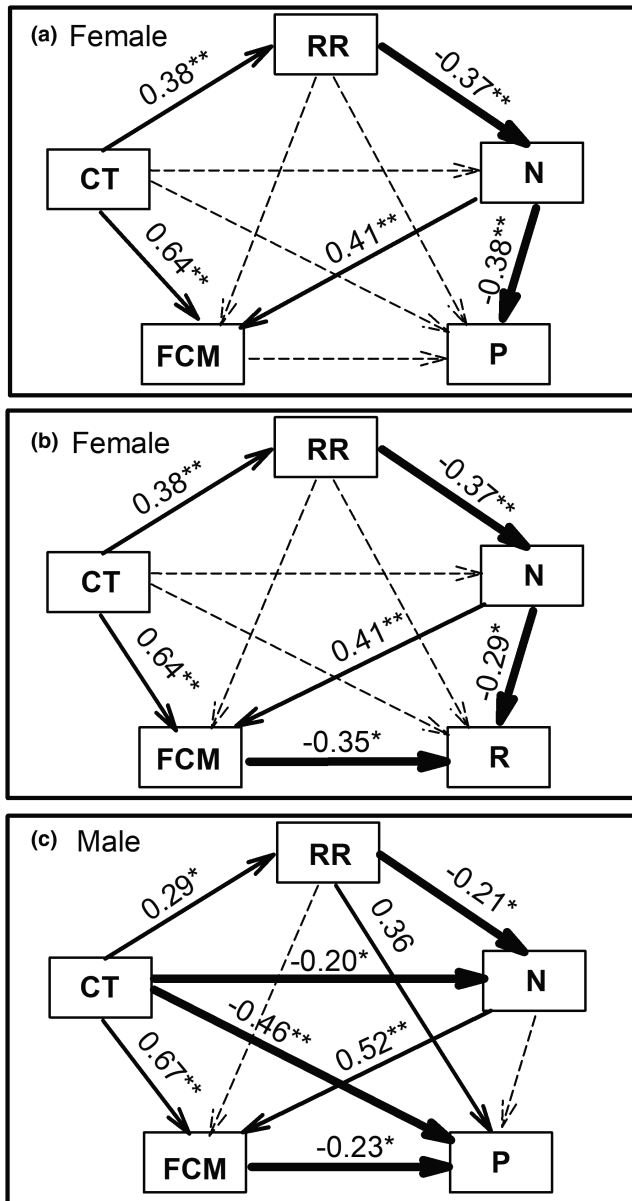 (a) Female
RR
0.38**
-0.37**
CT
N
0.64**
0.41**
-0.38**
FCM
P
(b) Female
RR
0.38**
-0.37**
CT
N
0.64**
0.41**
-0.29*
FCM
-0.35*
R
(c) Male
RR
0.29*
-0.21*
0.36
CT
-0.20*
N
-0.46**
0.67**
0.52**
FCM
-0.23*
P